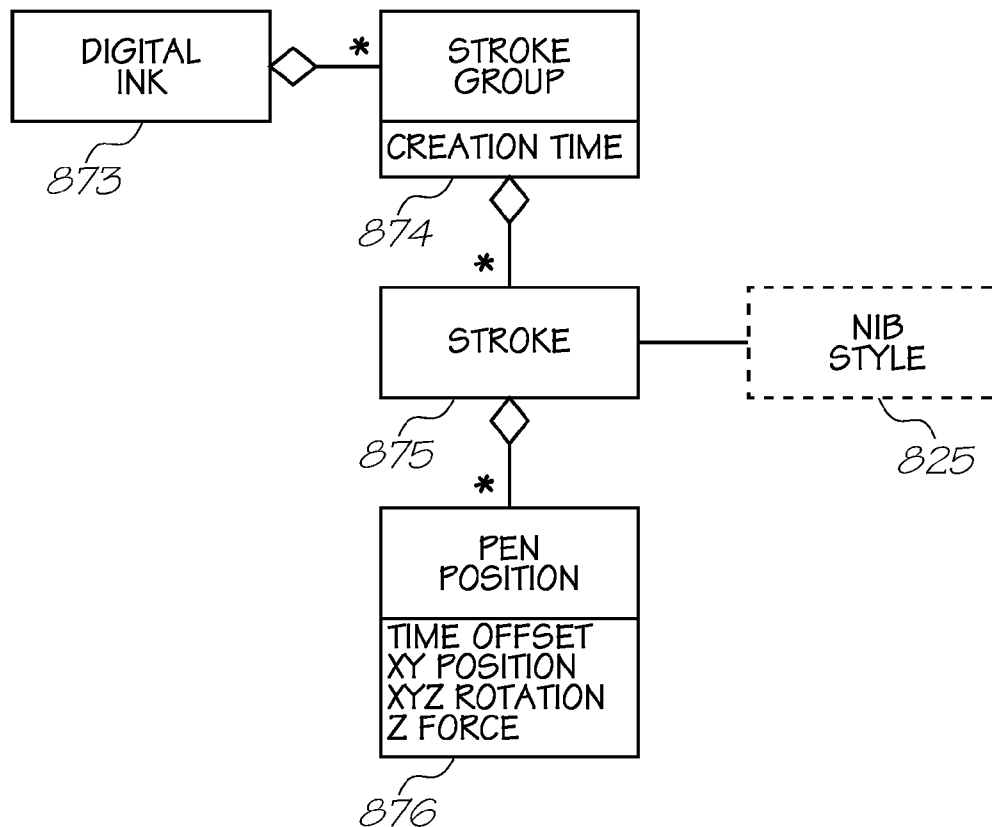 DIGITAL
INK
*
STROKE
GROUP
CREATION TIME
873
874
*
STROKE
NIB
STYLE
875
825
*
PEN
POSITION
TIME OFFSET
XY POSITION
XYZ ROTATION
Z FORCE
876